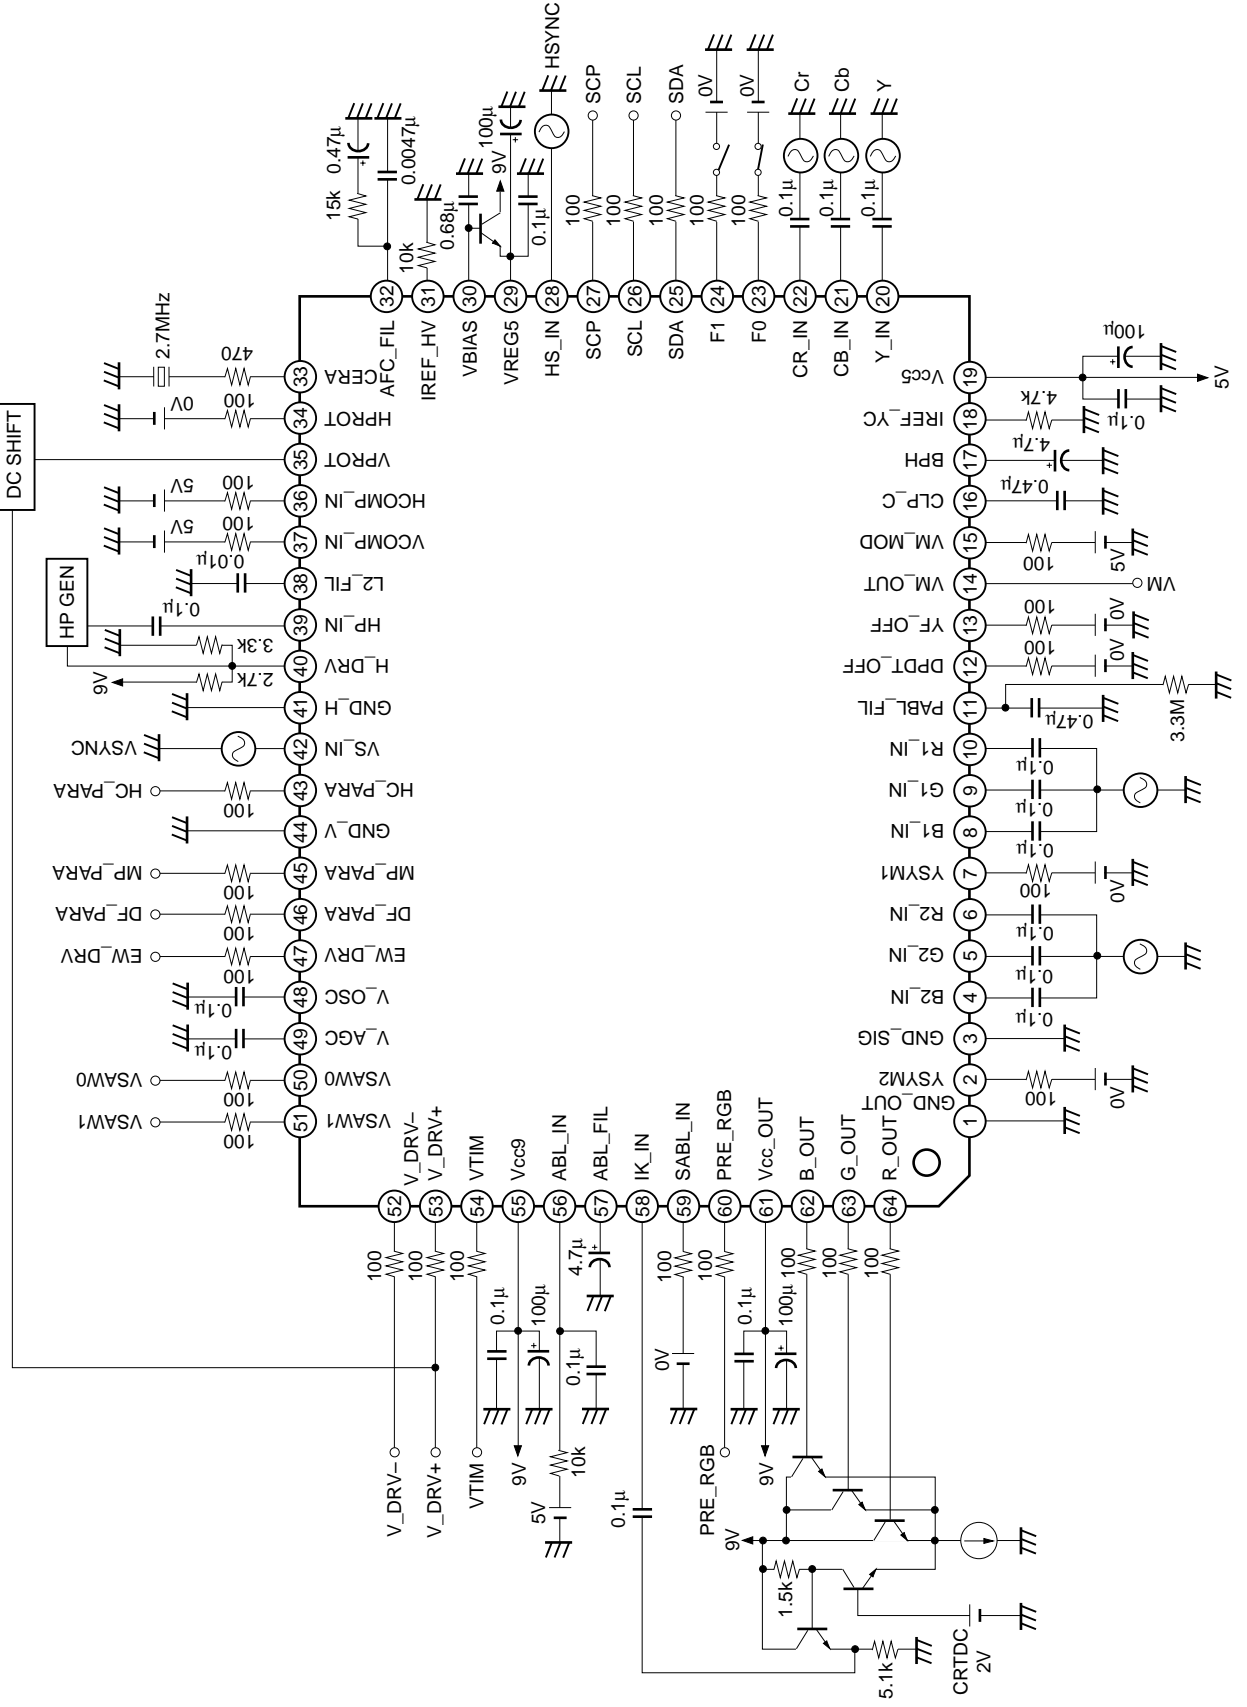 DC SHIFT
HP GEN
2.7MHz
470
0V
100
5V
100
5V
100
0.01µ
0.1µ
3.3k
2.7k
9V
VSYNC
HC_PARA
100
MP_PARA
100
DF_PARA
100
EW_DRV
100
0.1µ
0.1µ
VSAW0
100
VSAW1
100
33 CERA
34 HPROT
35 VPROT
36 HCOMP_IN
37 VCOMP_IN
38 L2_FIL
39 HP_IN
40 H_DRV
41 GND_H
42 VS_IN
43 HC_PARA
44 GND_V
45 MP_PARA
46 DF_PARA
47 EW_DRV
48 V_OSC
49 V_AGC
50 VSAW0
51 VSAW1
15k
0.47µ
0.0047µ
10k
0.68µ
9V
100µ
0.1µ
HSYNC
100
SCP
100
SCL
100
SDA
100
0V
100
0V
0.1µ
Cr
0.1µ
Cb
0.1µ
Y
32 AFC_FIL
31 IREF_HV
30 VBIAS
29 VREG5
28 HS_IN
27 SCP
26 SCL
25 SDA
24 F1
23 F0
22 CR_IN
21 CB_IN
20 Y_IN
Vcc5 19
IREF_YC 18
BPH 17
CLP_C 16
VM_MOD 15
VM_OUT 14
YF_OFF 13
DPDT_OFF 12
PABL_FIL 11
R1_IN 10
G1_IN 9
B1_IN 8
YSYM1 7
R2_IN 6
G2_IN 5
B2_IN 4
GND_SIG 3
YSYM2 2
GND_OUT 1
100µ
0.1µ
5V
4.7k
4.7µ
0.47µ
100
5V
VM
100
0V
100
0V
0.47µ
3.3M
0.1µ
0.1µ
0.1µ
100
0V
0.1µ
0.1µ
0.1µ
100
0V
52 V_DRV–
53 V_DRV+
54 VTIM
55 Vcc9
56 ABL_IN
57 ABL_FIL
58 IK_IN
59 SABL_IN
60 PRE_RGB
61 Vcc_OUT
62 B_OUT
63 G_OUT
64 R_OUT
100
100
100
0.1µ
100µ
0.1µ
4.7µ
100
0V
100
0.1µ
100µ
100
100
100
V_DRV–
V_DRV+
VTIM
9V
10k
5V
0.1µ
PRE_RGB
9V
9V
1.5k
5.1k
CRTDC
2V